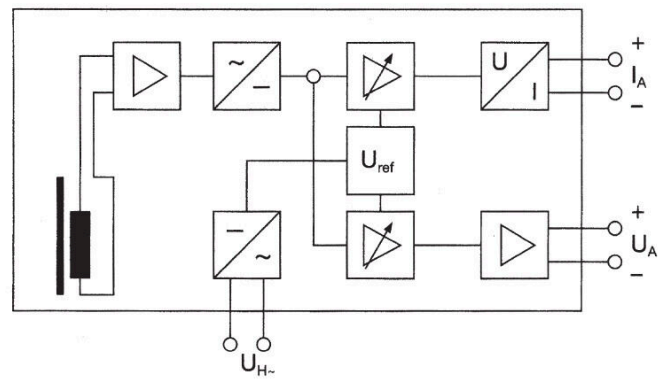 ~
–
U
I
+
I_A
–
U_ref
–
~
+
U_A
–
U_H~